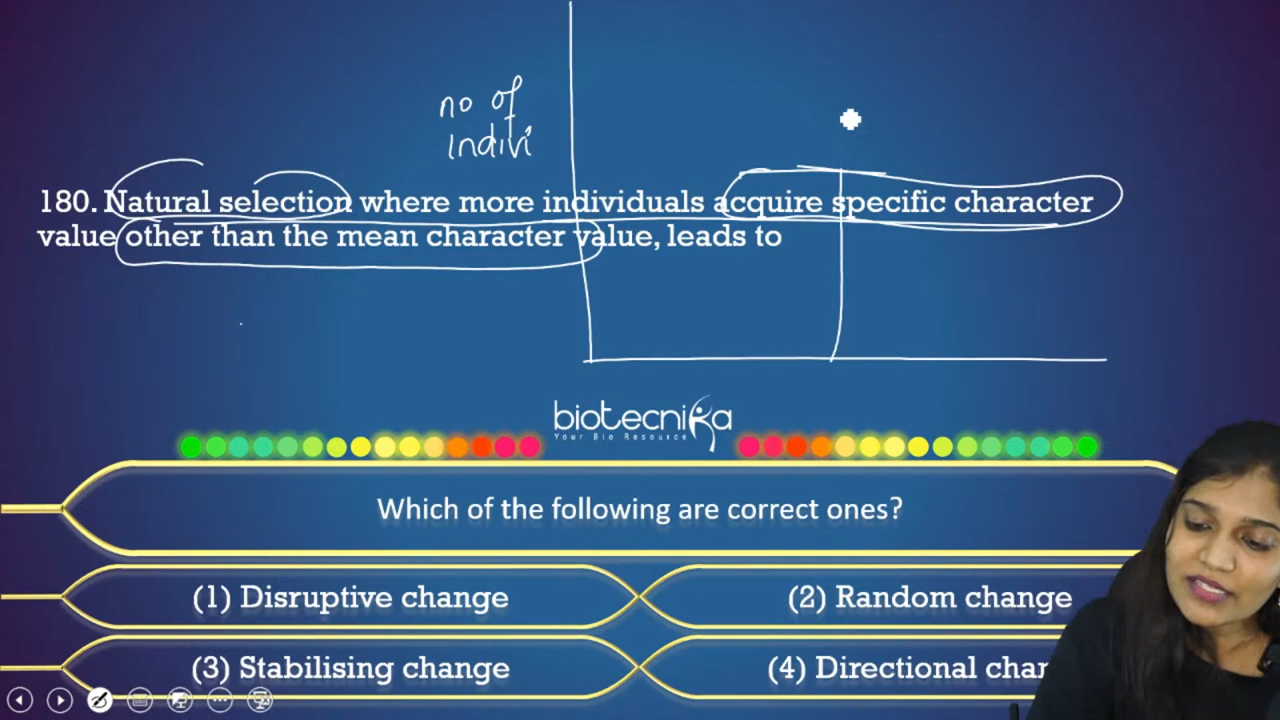 no of
Indivi
180. Natural selection where more individuals acquire specific character
value other than the mean character value, leads to
biotecnika
Your Bio Resource
Which of the following are correct ones?
(1) Disruptive change
(2) Random change
(3) Stabilising change
(4) Directional